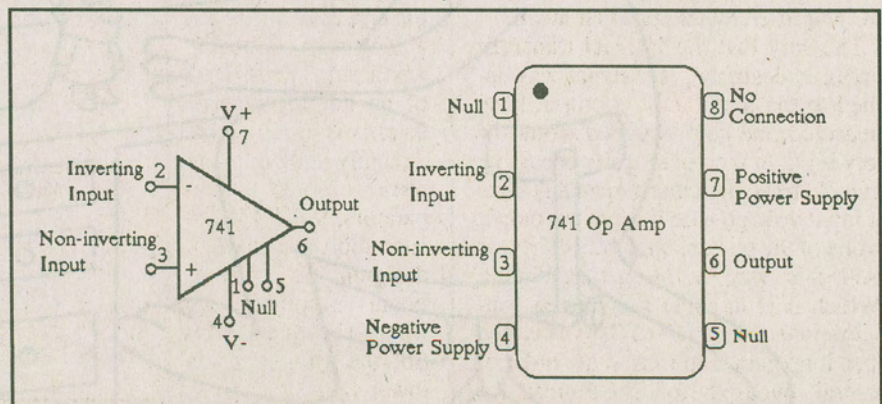 V+
7
Inverting
Input
2
-
741
Output
6
Non-inverting
Input
3
+
1
5
Null
4
V-
Null
1
8
No
Connection
Inverting
Input
2
7
Positive
Power Supply
741 Op Amp
Non-inverting
Input
3
6
Output
Negative
Power Supply
4
5
Null